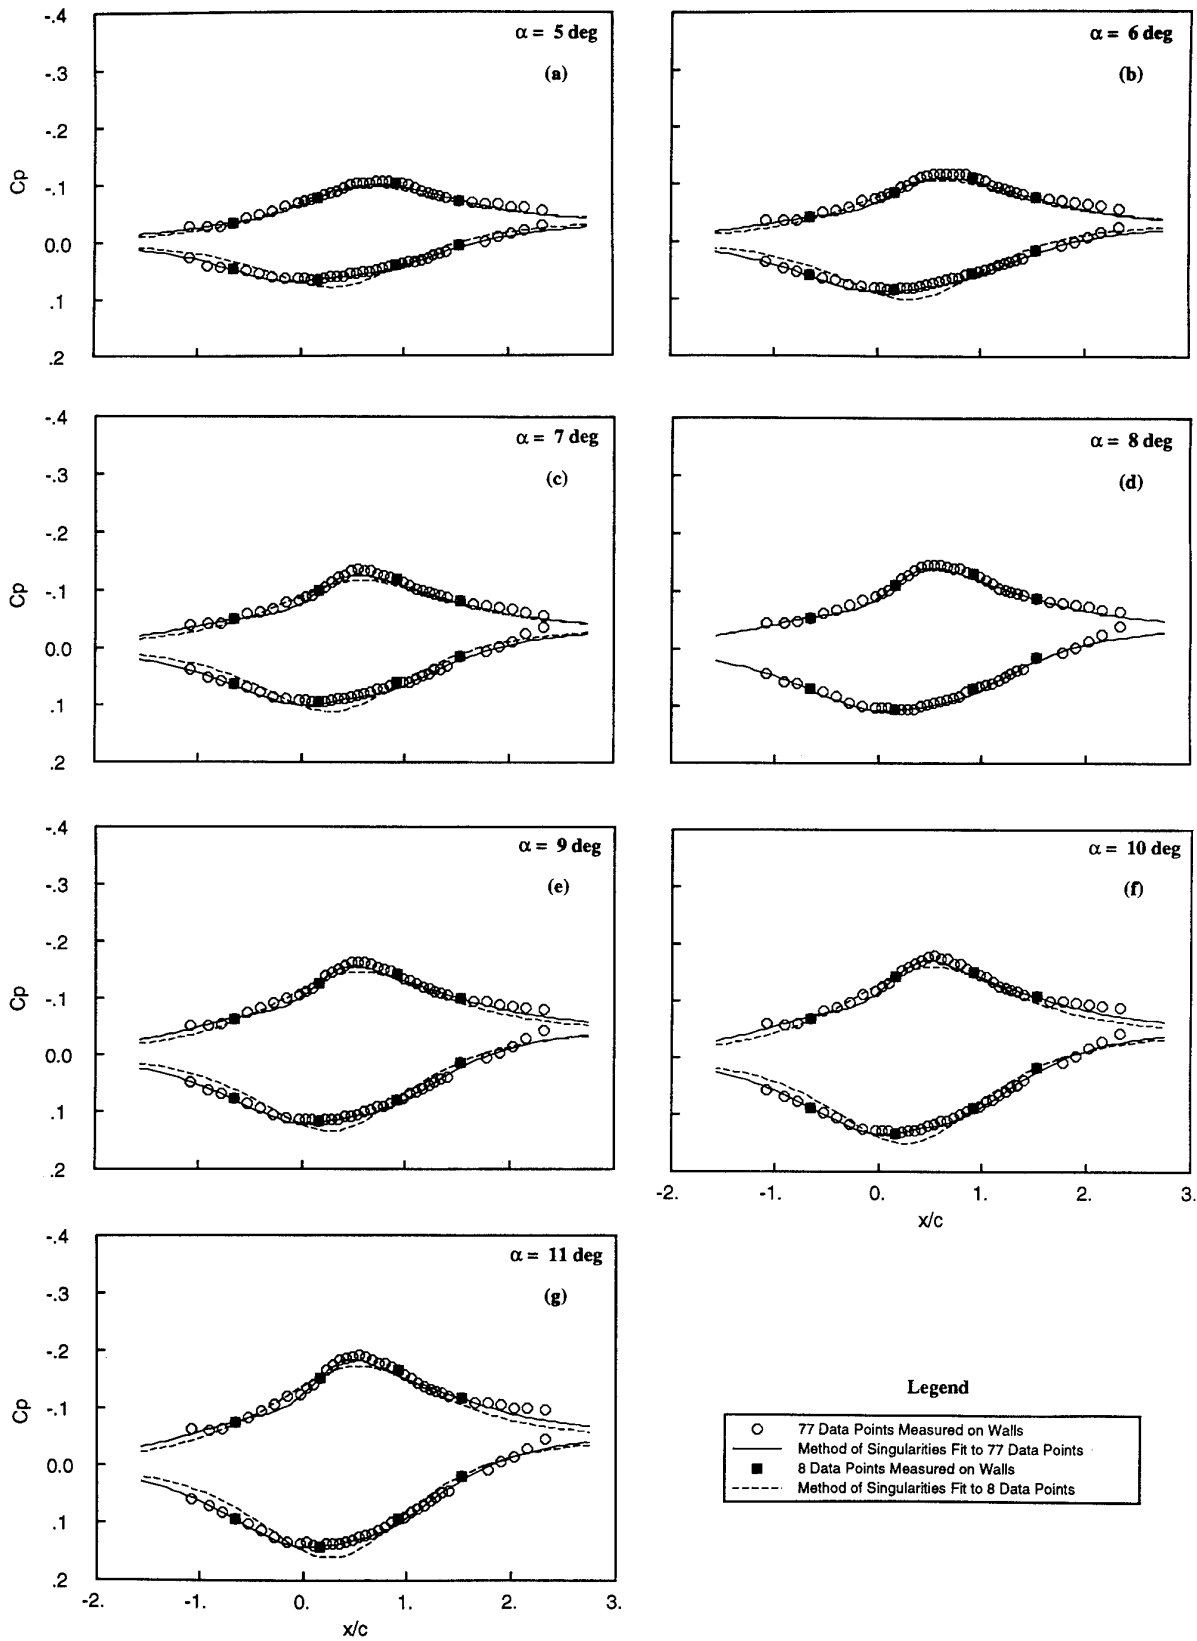 -.4
-.3
-.2
-.1
0.0
.1
.2
Cp
α = 5 deg
(a)
α = 6 deg
(b)
-.4
-.3
-.2
-.1
0.0
.1
.2
Cp
α = 7 deg
(c)
α = 8 deg
(d)
-.4
-.3
-.2
-.1
0.0
.1
.2
Cp
α = 9 deg
(e)
α = 10 deg
(f)
-2. -1. 0. 1. 2. 3.
x/c
-.4
-.3
-.2
-.1
0.0
.1
.2
Cp
α = 11 deg
(g)
-2. -1. 0. 1. 2. 3.
x/c
Legend
77 Data Points Measured on Walls
Method of Singularities Fit to 77 Data Points
8 Data Points Measured on Walls
Method of Singularities Fit to 8 Data Points